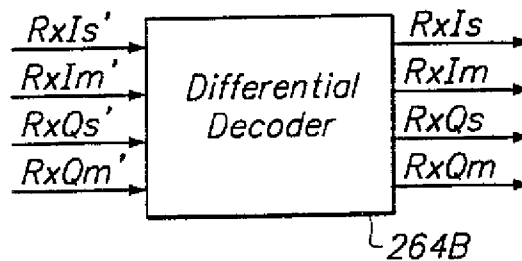 RxIs' RxIs
RxIm' RxIm
RxQs' RxQs
RxQm' RxQm
Differential
Decoder
264B